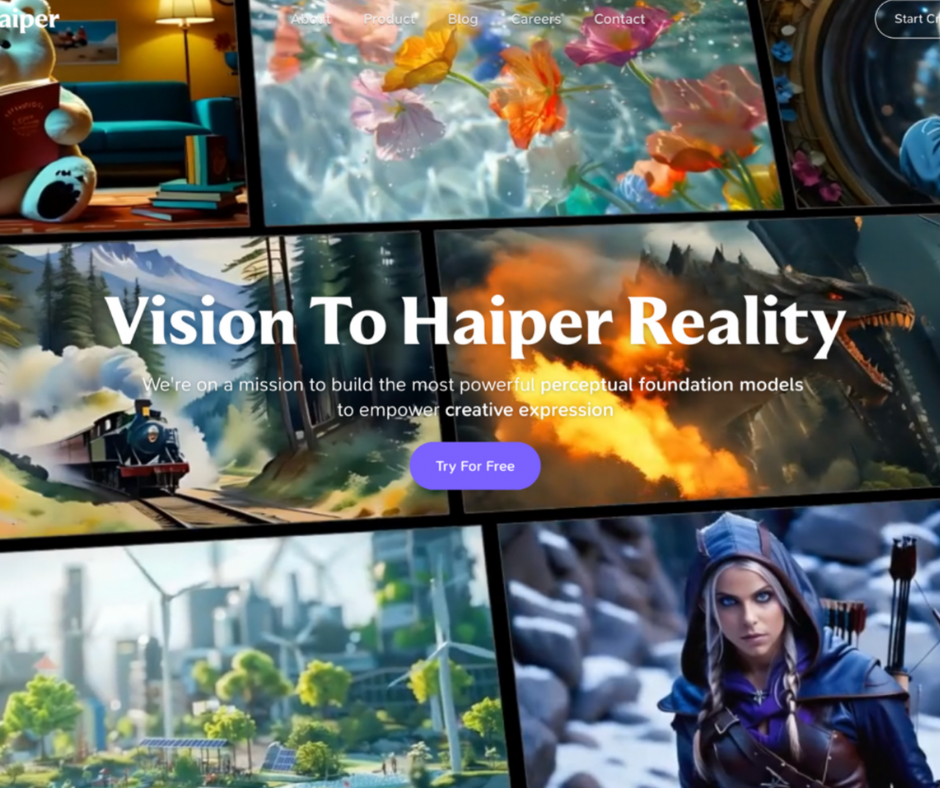 aiper
About Product Blog Careers Contact
Start Cr
Vision To Haiper Reality
We're on a mission to build the most powerful perceptual foundation models
to empower creative expression
Try For Free